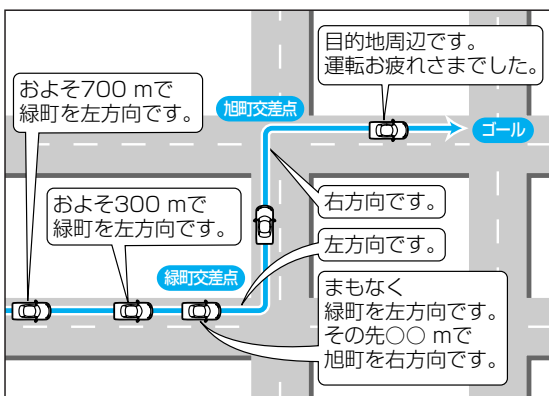 目的地周辺です。
運転お疲れさまでした。
およそ700 mで
緑町を左方向です。
旭町交差点
ゴール
およそ300 mで
緑町を左方向です。
右方向です。
左方向です。
緑町交差点
まもなく
緑町を左方向です。
その先○○ mで
旭町を右方向です。